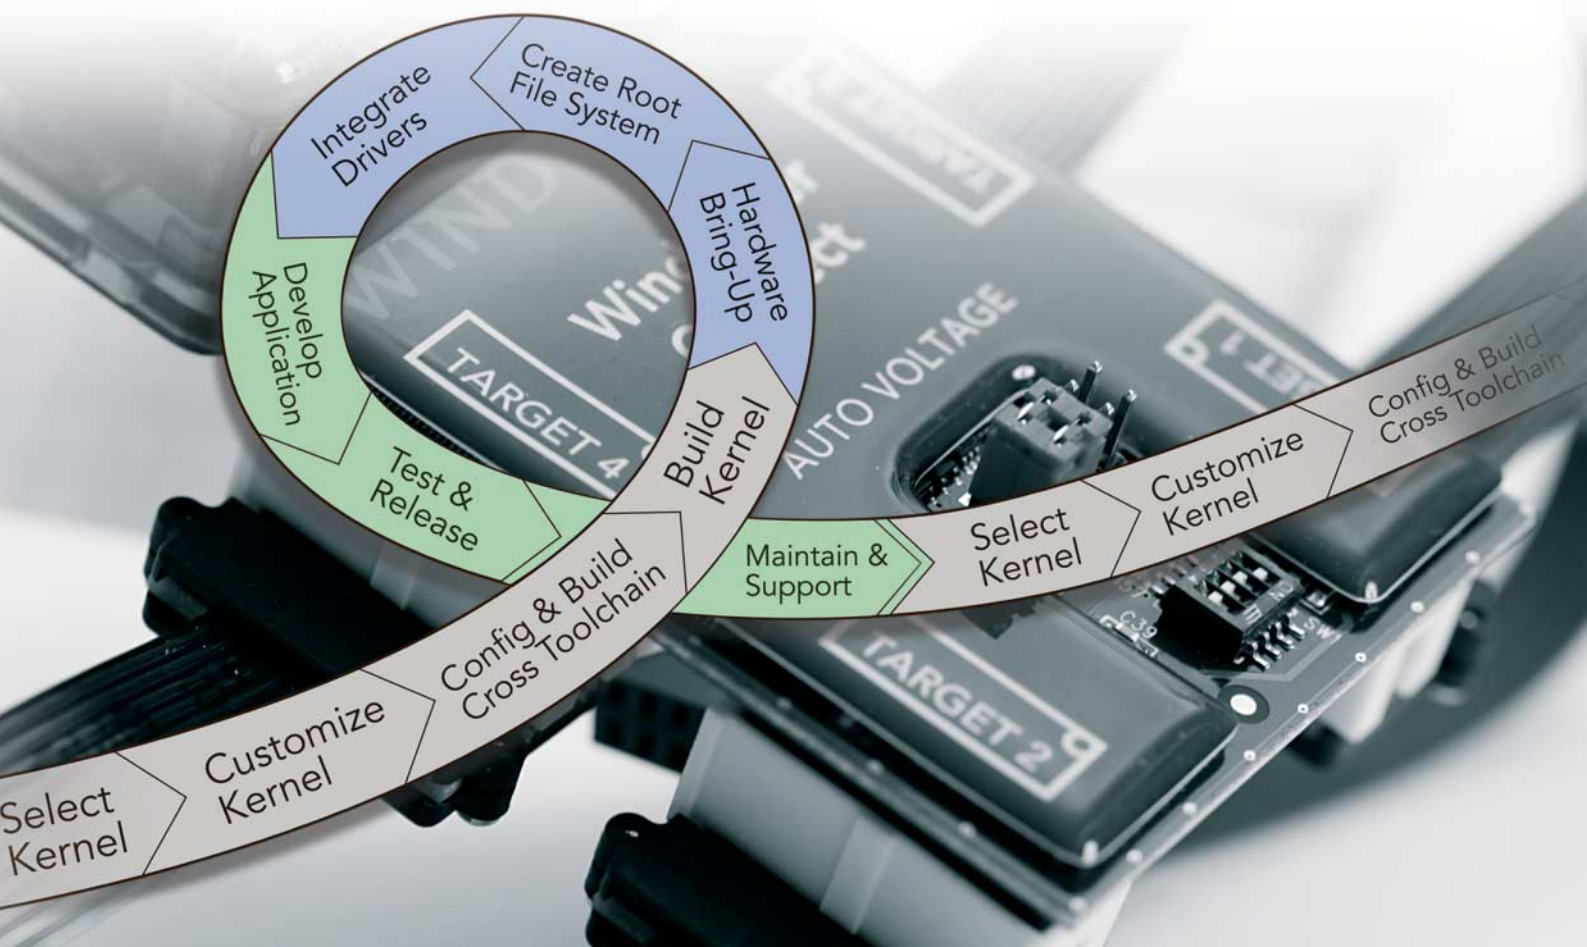 Select
Kernel
Customize
Kernel
Config & Build
Cross Toolchain
Build
Kernel
Hardware
Bring-Up
Create Root
File System
Integrate
Drivers
Develop
Application
Test &
Release
Maintain &
Support
Select
Kernel
Customize
Kernel
Config & Build
Cross Toolchain
WIND
TARGET 4
AUTO VOLTAGE
TARGET 2
C39
SW1